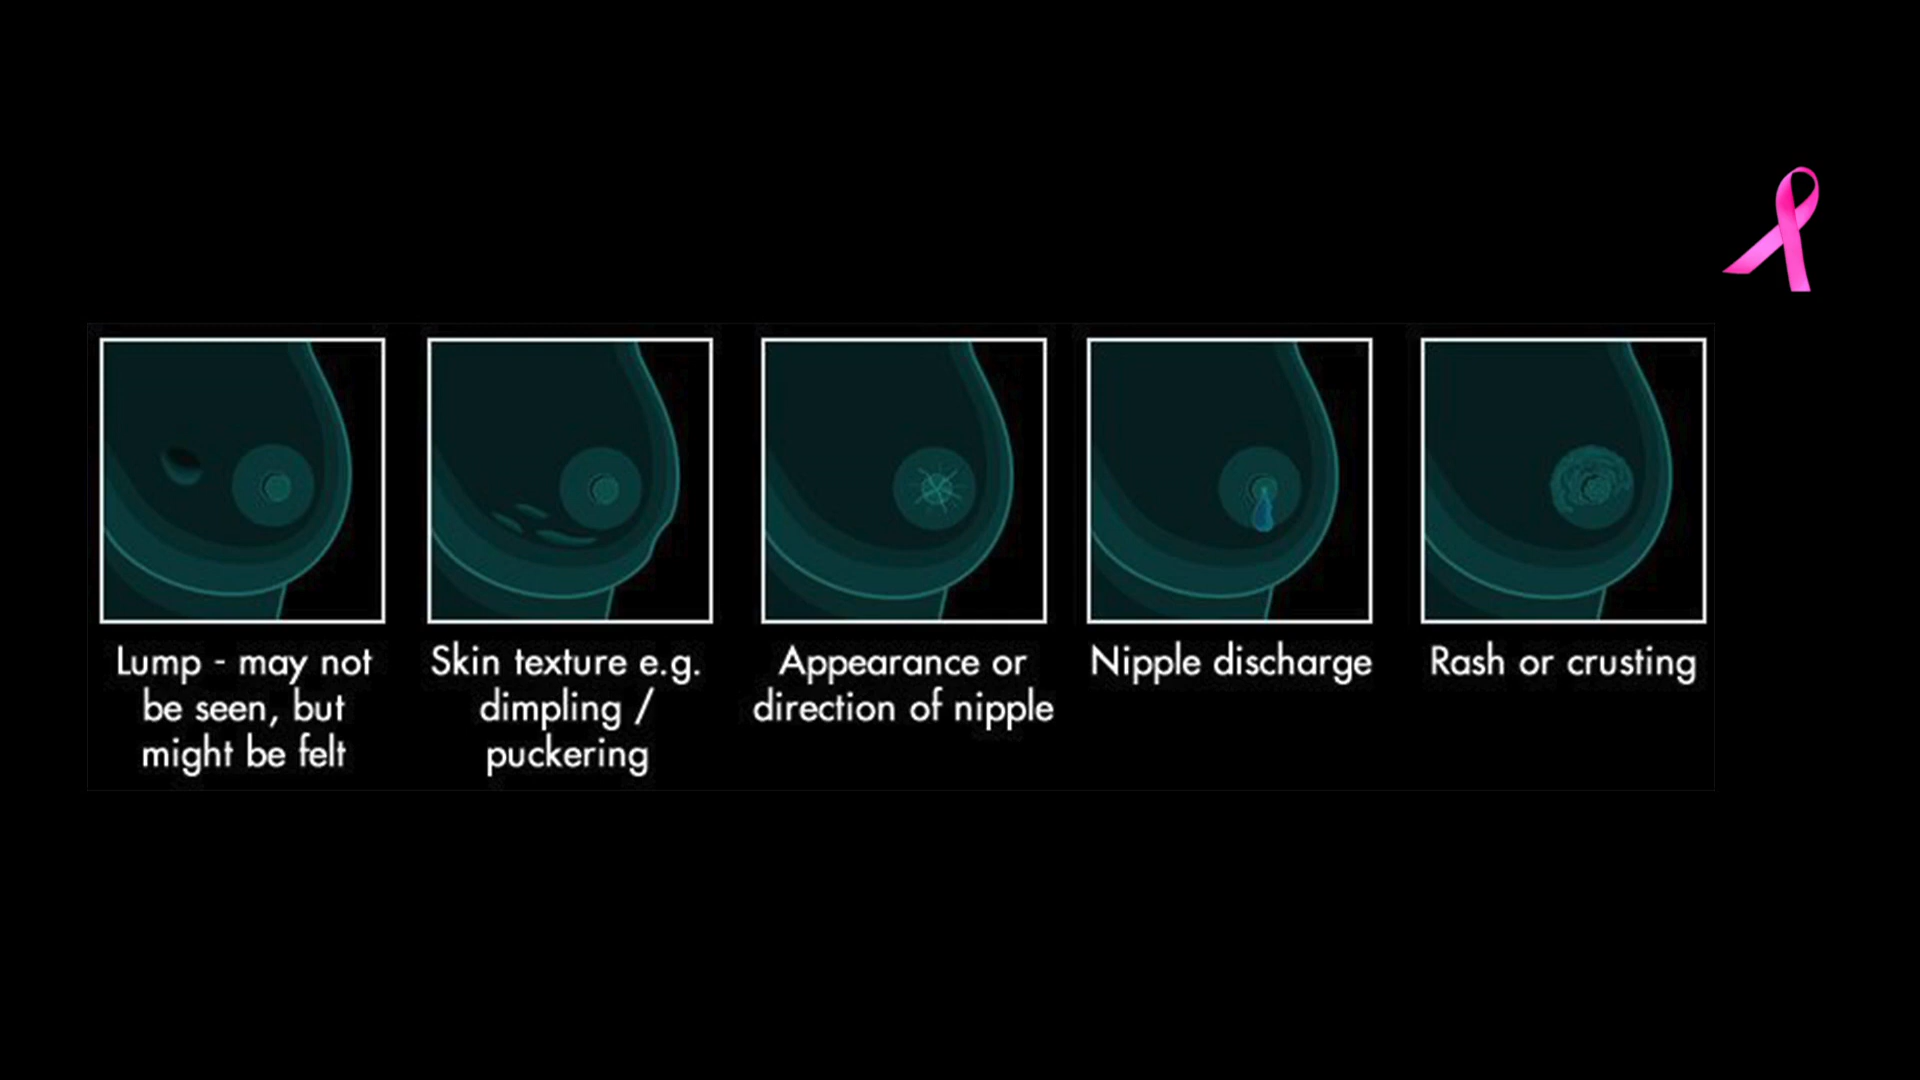 Lump - may not
be seen, but
might be felt
Skin texture e.g.
dimpling /
puckering
Appearance or
direction of nipple
Nipple discharge
Rash or crusting